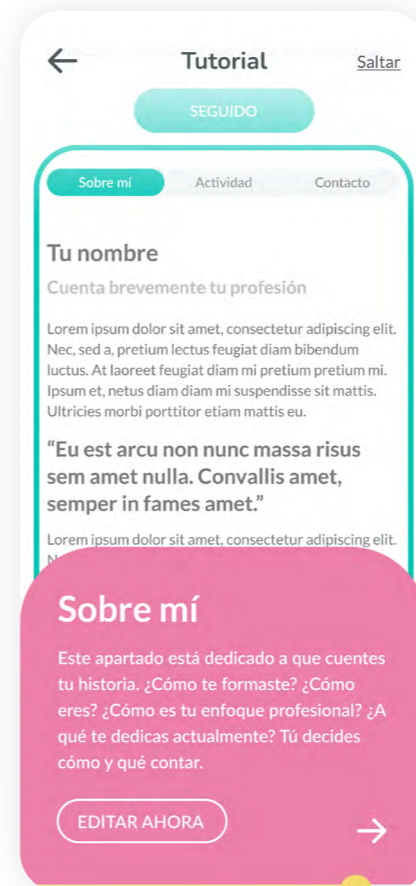 Tutorial
Saltar
SEGUIDO
Sobre mí
Actividad
Contacto
Tu nombre
Cuenta brevemente tu profesión
Lorem ipsum dolor sit amet, consectetur adipiscing elit.
Nec, sed a, pretium lectus feugiat diam bibendum
luctus. At laoreet feugiat diam mi pretium pretium mi.
Ipsum et, netus diam diam mi suspendisse sit mattis.
Ultricies morbi porttitor etiam mattis eu.
“Eu est arcu non nunc massa risus
sem amet nulla. Convallis amet,
semper in fames amet.”
Lorem ipsum dolor sit amet, consectetur adipiscing elit.
Sobre mí
Este apartado está dedicado a que cuentes
tu historia. ¿Cómo te formaste? ¿Cómo
eres? ¿Cómo es tu enfoque profesional? ¿A
qué te dedicas actualmente? Tú decides
cómo y qué contar.
EDITAR AHORA